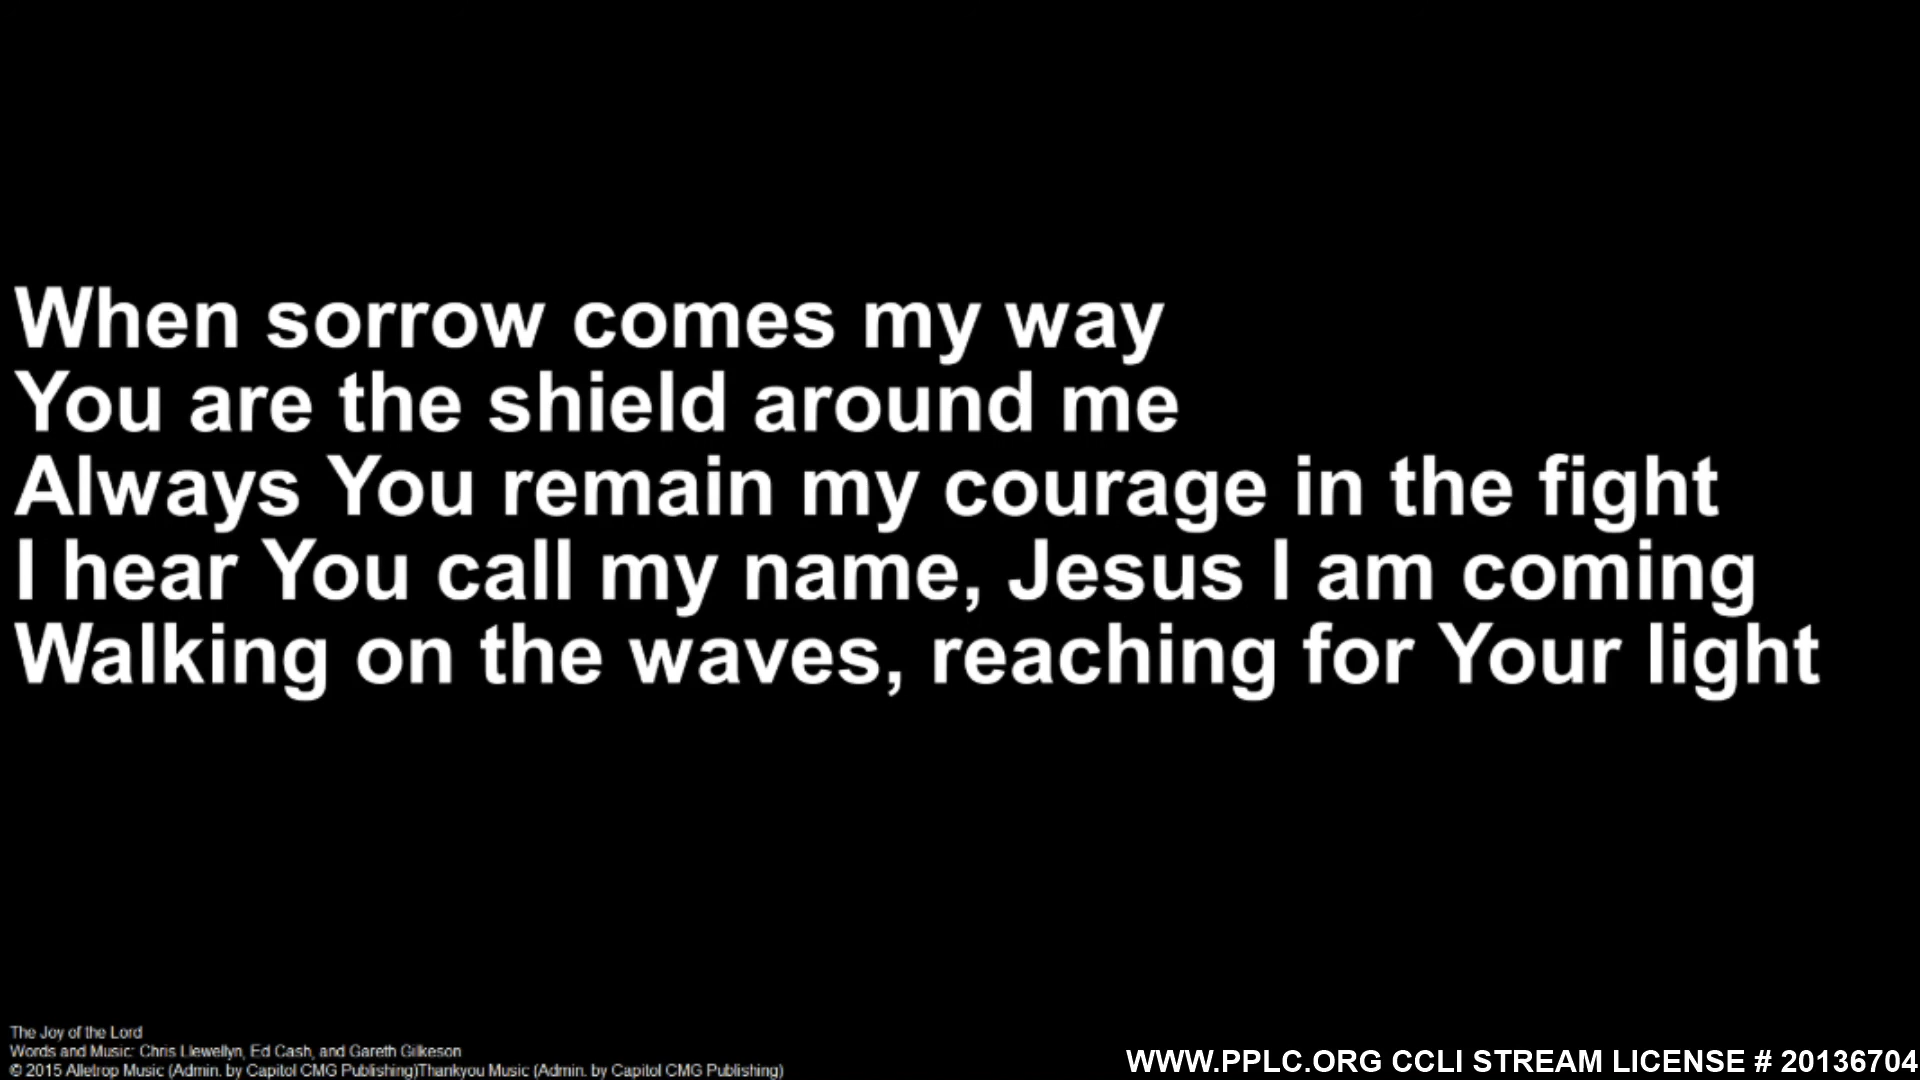 When sorrow comes my way
You are the shield around me
Always You remain my courage in the fight
I hear You call my name, Jesus I am coming
Walking on the waves, reaching for Your light
The Joy of the Lord
Words and Music: Chris Llewellyn, Ed Cash, and Gareth Gilkeson
© 2015 Alletrop Music (Admin. by Capitol CMG Publishing)Thankyou Music (Admin. by Capitol CMG Publishing)
WWW.PPLC.ORG CCLI STREAM LICENSE # 20136704